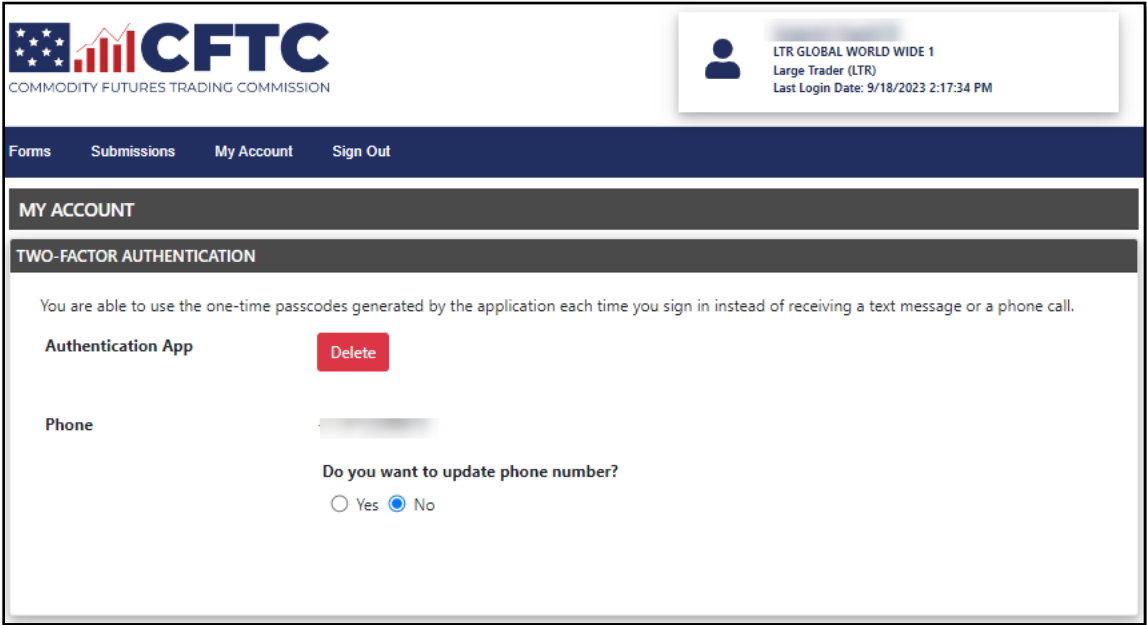 CFTC
COMMODITY FUTURES TRADING COMMISSION
LTR GLOBAL WORLD WIDE 1
Large Trader (LTR)
Last Login Date: 9/18/2023 2:17:34 PM
Forms Submissions My Account Sign Out
MY ACCOUNT
TWO-FACTOR AUTHENTICATION
You are able to use the one-time passcodes generated by the application each time you sign in instead of receiving a text message or a phone call.
Authentication App Delete
Phone
Do you want to update phone number?
Yes No